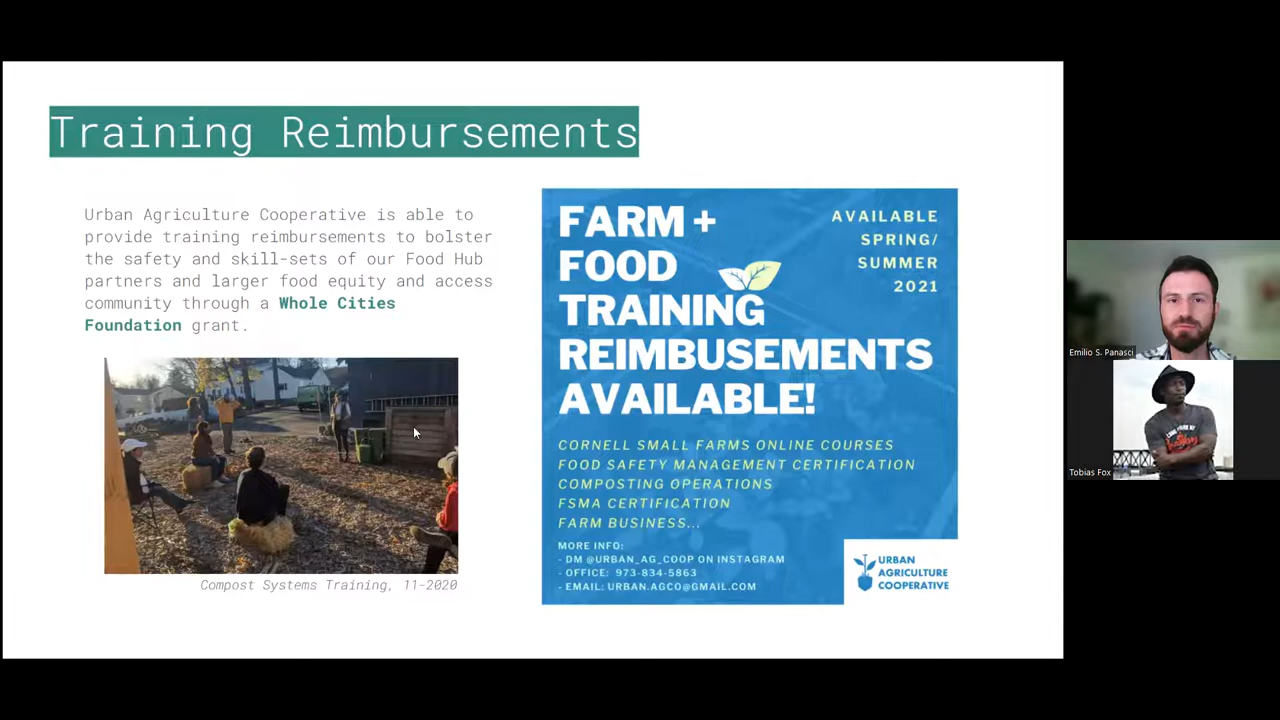 Training Reimbursements
Urban Agriculture Cooperative is able to
provide training reimbursements to bolster
the safety and skill-sets of our Food Hub
partners and larger food equity and access
community through a Whole Cities
Foundation grant.
Compost Systems Training, 11-2020
FARM +
FOOD
TRAINING
REIMBUSEMENTS
AVAILABLE!
AVAILABLE
SPRING/
SUMMER
2021
CORNELL SMALL FARMS ONLINE COURSES
FOOD SAFETY MANAGEMENT CERTIFICATION
COMPOSTING OPERATIONS
FSMA CERTIFICATION
FARM BUSINESS...
MORE INFO:
- DM @URBAN_AG_COOP ON INSTAGRAM
- OFFICE: 973-834-5863
- EMAIL: URBAN.AGCO@GMAIL.COM
URBAN
AGRICULTURE
COOPERATIVE
Emilio S. Panasci
Tobias Fox